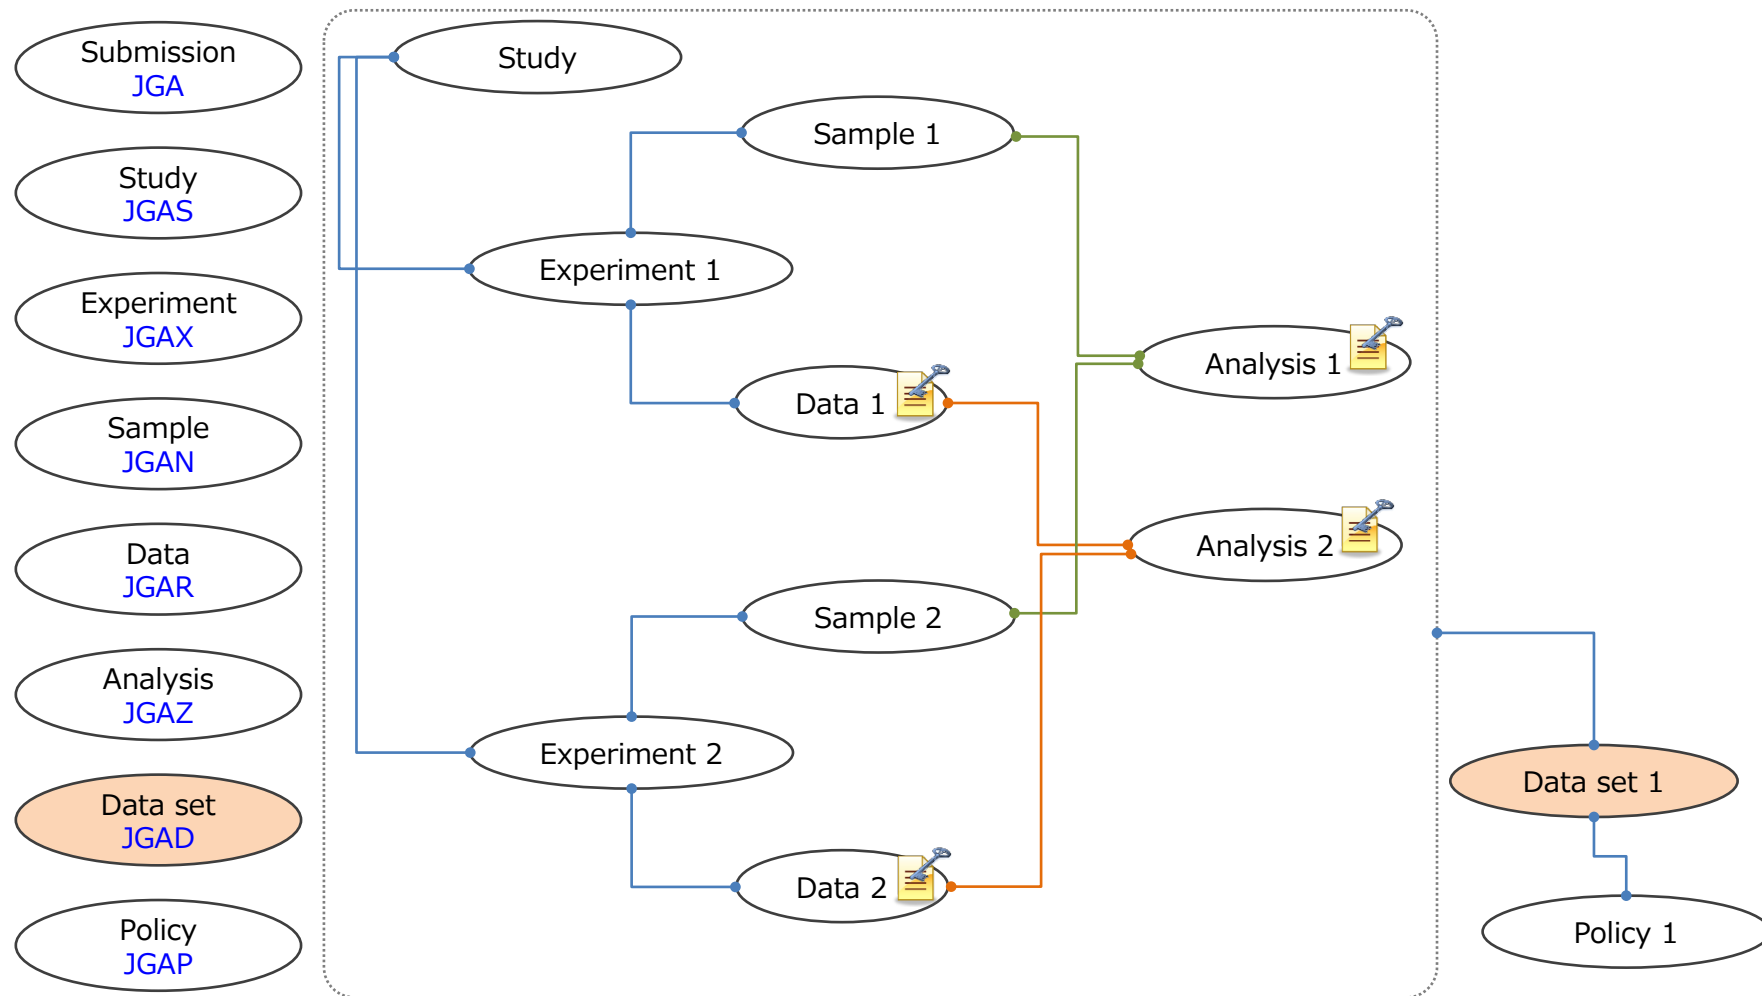 Submission
JGA
Study
JGAS
Experiment
JGAX
Sample
JGAN
Data
JGAR
Analysis
JGAZ
Data set
JGAD
Policy
JGAP
Study
Sample 1
Experiment 1
Data 1
Analysis 1
Analysis 2
Sample 2
Experiment 2
Data 2
Data set 1
Policy 1